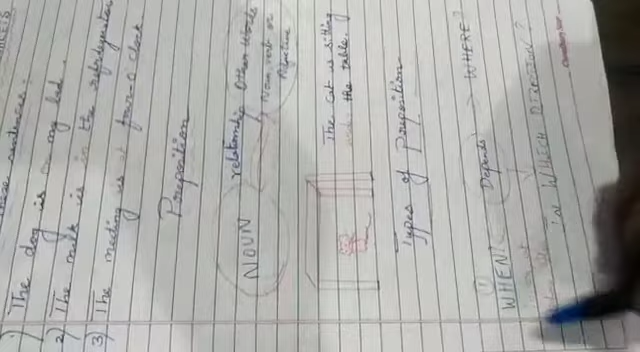 these sentences.
1) The dog is on my bed.
2) The milk is in the refrigerator
3) The meeting is at four-o-clock.
Preposition
NOUN relationship Other words
Noun, verb or
Adjective
The cat is sitting
under the table.
Types of Preposition
WHEN? (Depends) WHERE?
in WHICH DIRECTION?